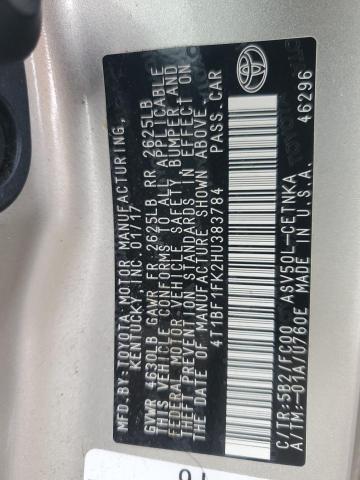 MFD.BY:TOYOTA MOTOR MANUFACTURING,
KENTUCKY, INC. 01/17
GVWR 4630LB GAWR FR 2625LB RR 2625LB
THIS VEHICLE CONFORMS TO ALL APPLICABLE
FEDERAL MOTOR VEHICLE SAFETY, BUMPER, AND
THEFT PREVENTION STANDARDS IN EFFECT ON
THE DATE OF MANUFACTURE SHOWN ABOVE.
4T1BF1FK2HU383784 PASS. CAR
C/TR:5B2/FC00 ASV50L-CETNKA
A/TM:-01A/U760E MADE IN U.S.A.
46296